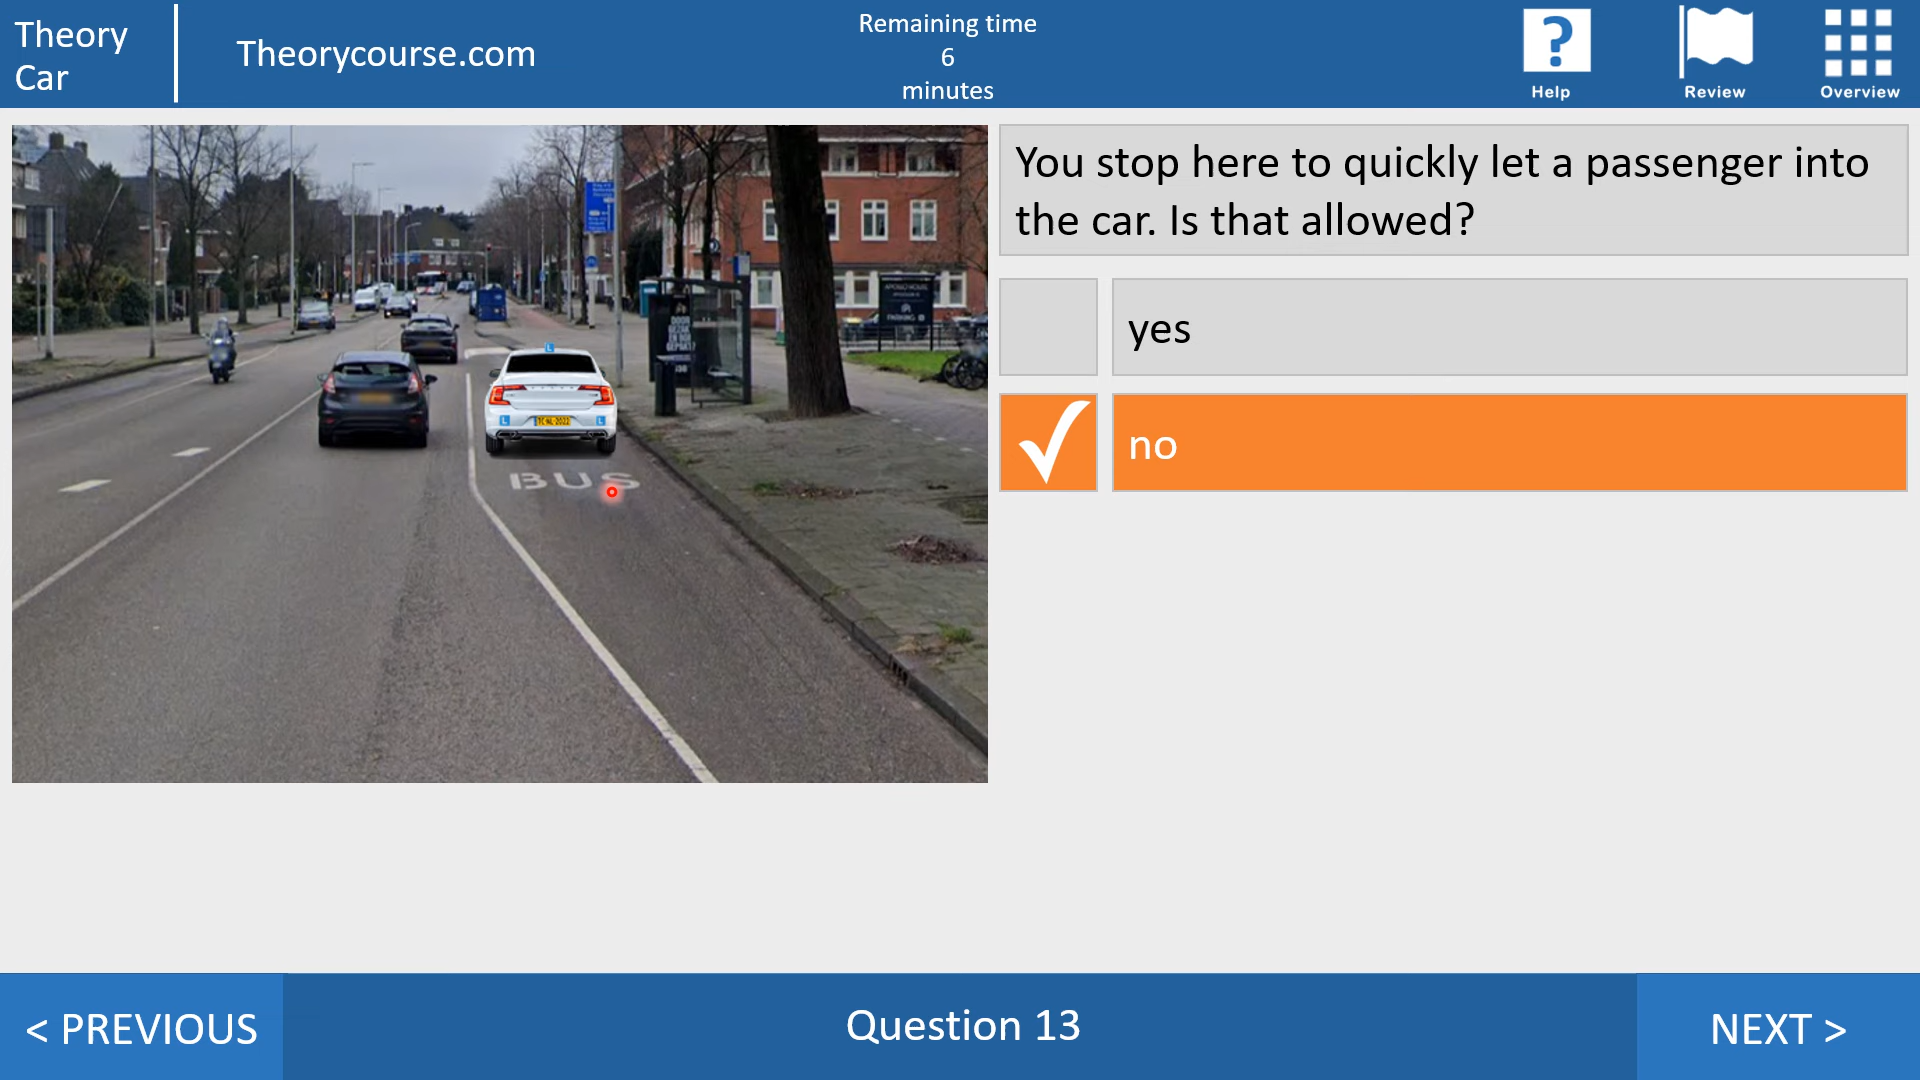 Theory
Car
Theorycourse.com
Remaining time
6
minutes
Help
Review
Overview
You stop here to quickly let a passenger into
the car. Is that allowed?
yes
no
BUS
L
L
L
< PREVIOUS
Question 13
NEXT >